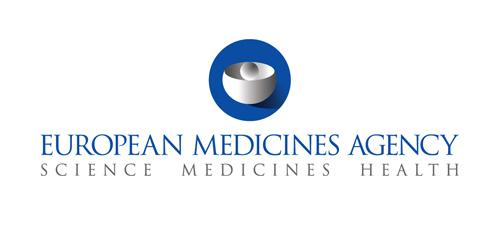 EUROPEAN MEDICINES AGENCY
SCIENCE MEDICINES HEALTH